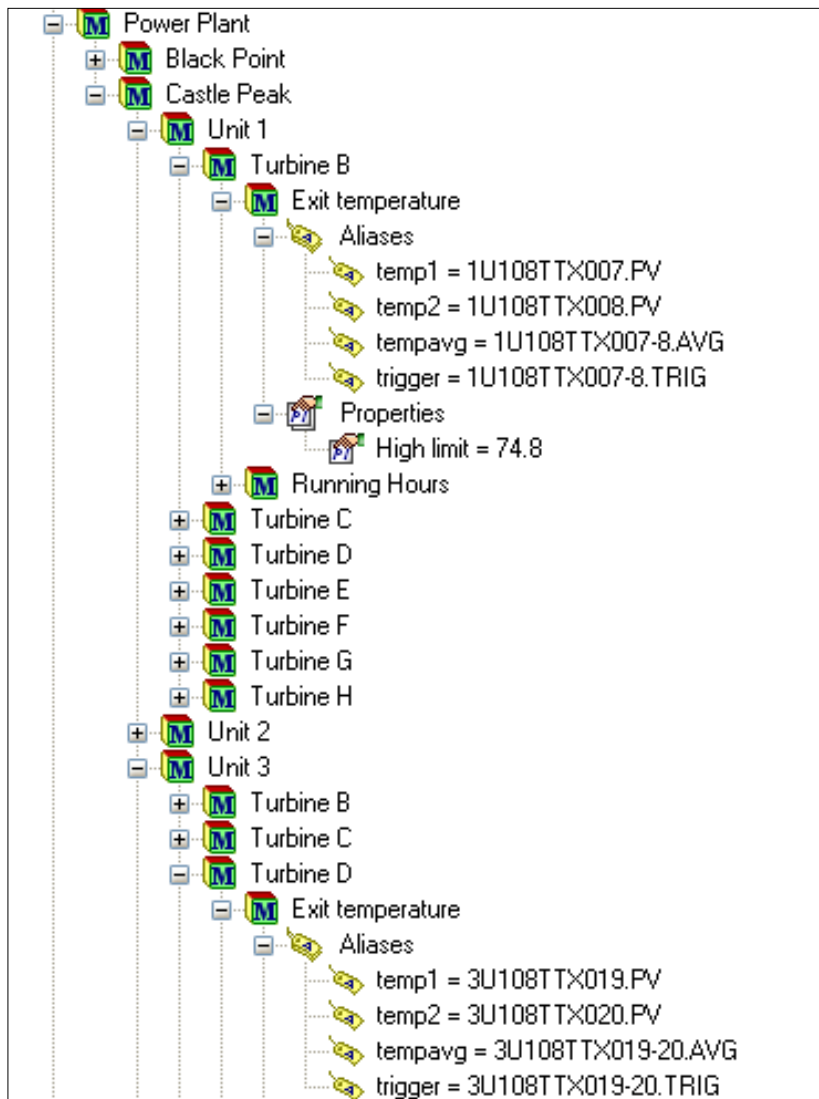 Power Plant
Black Point
Castle Peak
Unit 1
Turbine B
Exit temperature
Aliases
temp1 = 1U108TTX007.PV
temp2 = 1U108TTX008.PV
tempavg = 1U108TTX007-8.AVG
trigger = 1U108TTX007-8.TRIG
Properties
High limit = 74.8
Running Hours
Turbine C
Turbine D
Turbine E
Turbine F
Turbine G
Turbine H
Unit 2
Unit 3
Turbine B
Turbine C
Turbine D
Exit temperature
Aliases
temp1 = 3U108TTX019.PV
temp2 = 3U108TTX020.PV
tempavg = 3U108TTX019-20.AVG
trigger = 3U108TTX019-20.TRIG